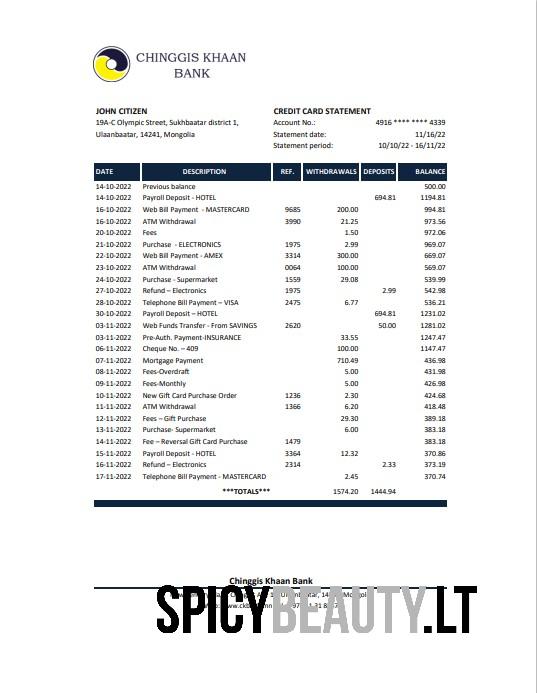 CHINGGIS KHAAN
BANK
JOHN CITIZEN
19A-C Olympic Street, Sukhbaatar district 1,
Ulaanbaatar, 14241, Mongolia
CREDIT CARD STATEMENT
Account No.: 4916 **** **** 4339
Statement date: 11/16/22
Statement period: 10/10/22 - 16/11/22
DATE DESCRIPTION REF. WITHDRAWALS DEPOSITS BALANCE
14-10-2022 Previous balance 500.00
14-10-2022 Payroll Deposit - HOTEL 694.81 1194.81
16-10-2022 Web Bill Payment - MASTERCARD 9685 200.00 994.81
16-10-2022 ATM Withdrawal 3990 21.25 973.56
20-10-2022 Fees 1.50 972.06
21-10-2022 Purchase - ELECTRONICS 1975 2.99 969.07
22-10-2022 Web Bill Payment - AMEX 3314 300.00 669.07
23-10-2022 ATM Withdrawal 0064 100.00 569.07
24-10-2022 Purchase - Supermarket 1559 29.08 539.99
27-10-2022 Refund – Electronics 1975 2.99 542.98
28-10-2022 Telephone Bill Payment – VISA 2475 6.77 536.21
30-10-2022 Payroll Deposit – HOTEL 694.81 1231.02
03-11-2022 Web Funds Transfer - From SAVINGS 2620 50.00 1281.02
03-11-2022 Pre-Auth. Payment-INSURANCE 33.55 1247.47
06-11-2022 Cheque No. – 409 100.00 1147.47
07-11-2022 Mortgage Payment 710.49 436.98
08-11-2022 Fees-Overdraft 5.00 431.98
09-11-2022 Fees-Monthly 5.00 426.98
10-11-2022 New Gift Card Purchase Order 1236 2.30 424.68
11-11-2022 ATM Withdrawal 1366 6.20 418.48
12-11-2022 Fees – Gift Purchase 29.30 389.18
13-11-2022 Purchase- Supermarket 6.00 383.18
14-11-2022 Fee – Reversal Gift Card Purchase 1479 383.18
15-11-2022 Payroll Deposit - HOTEL 3364 12.32 370.86
16-11-2022 Refund – Electronics 2314 2.33 373.19
17-11-2022 Telephone Bill Payment - MASTERCARD 2.45 370.74
***TOTALS*** 1574.20 1444.94
Chinggis Khaan Bank
SPICYBEAUTY.LT